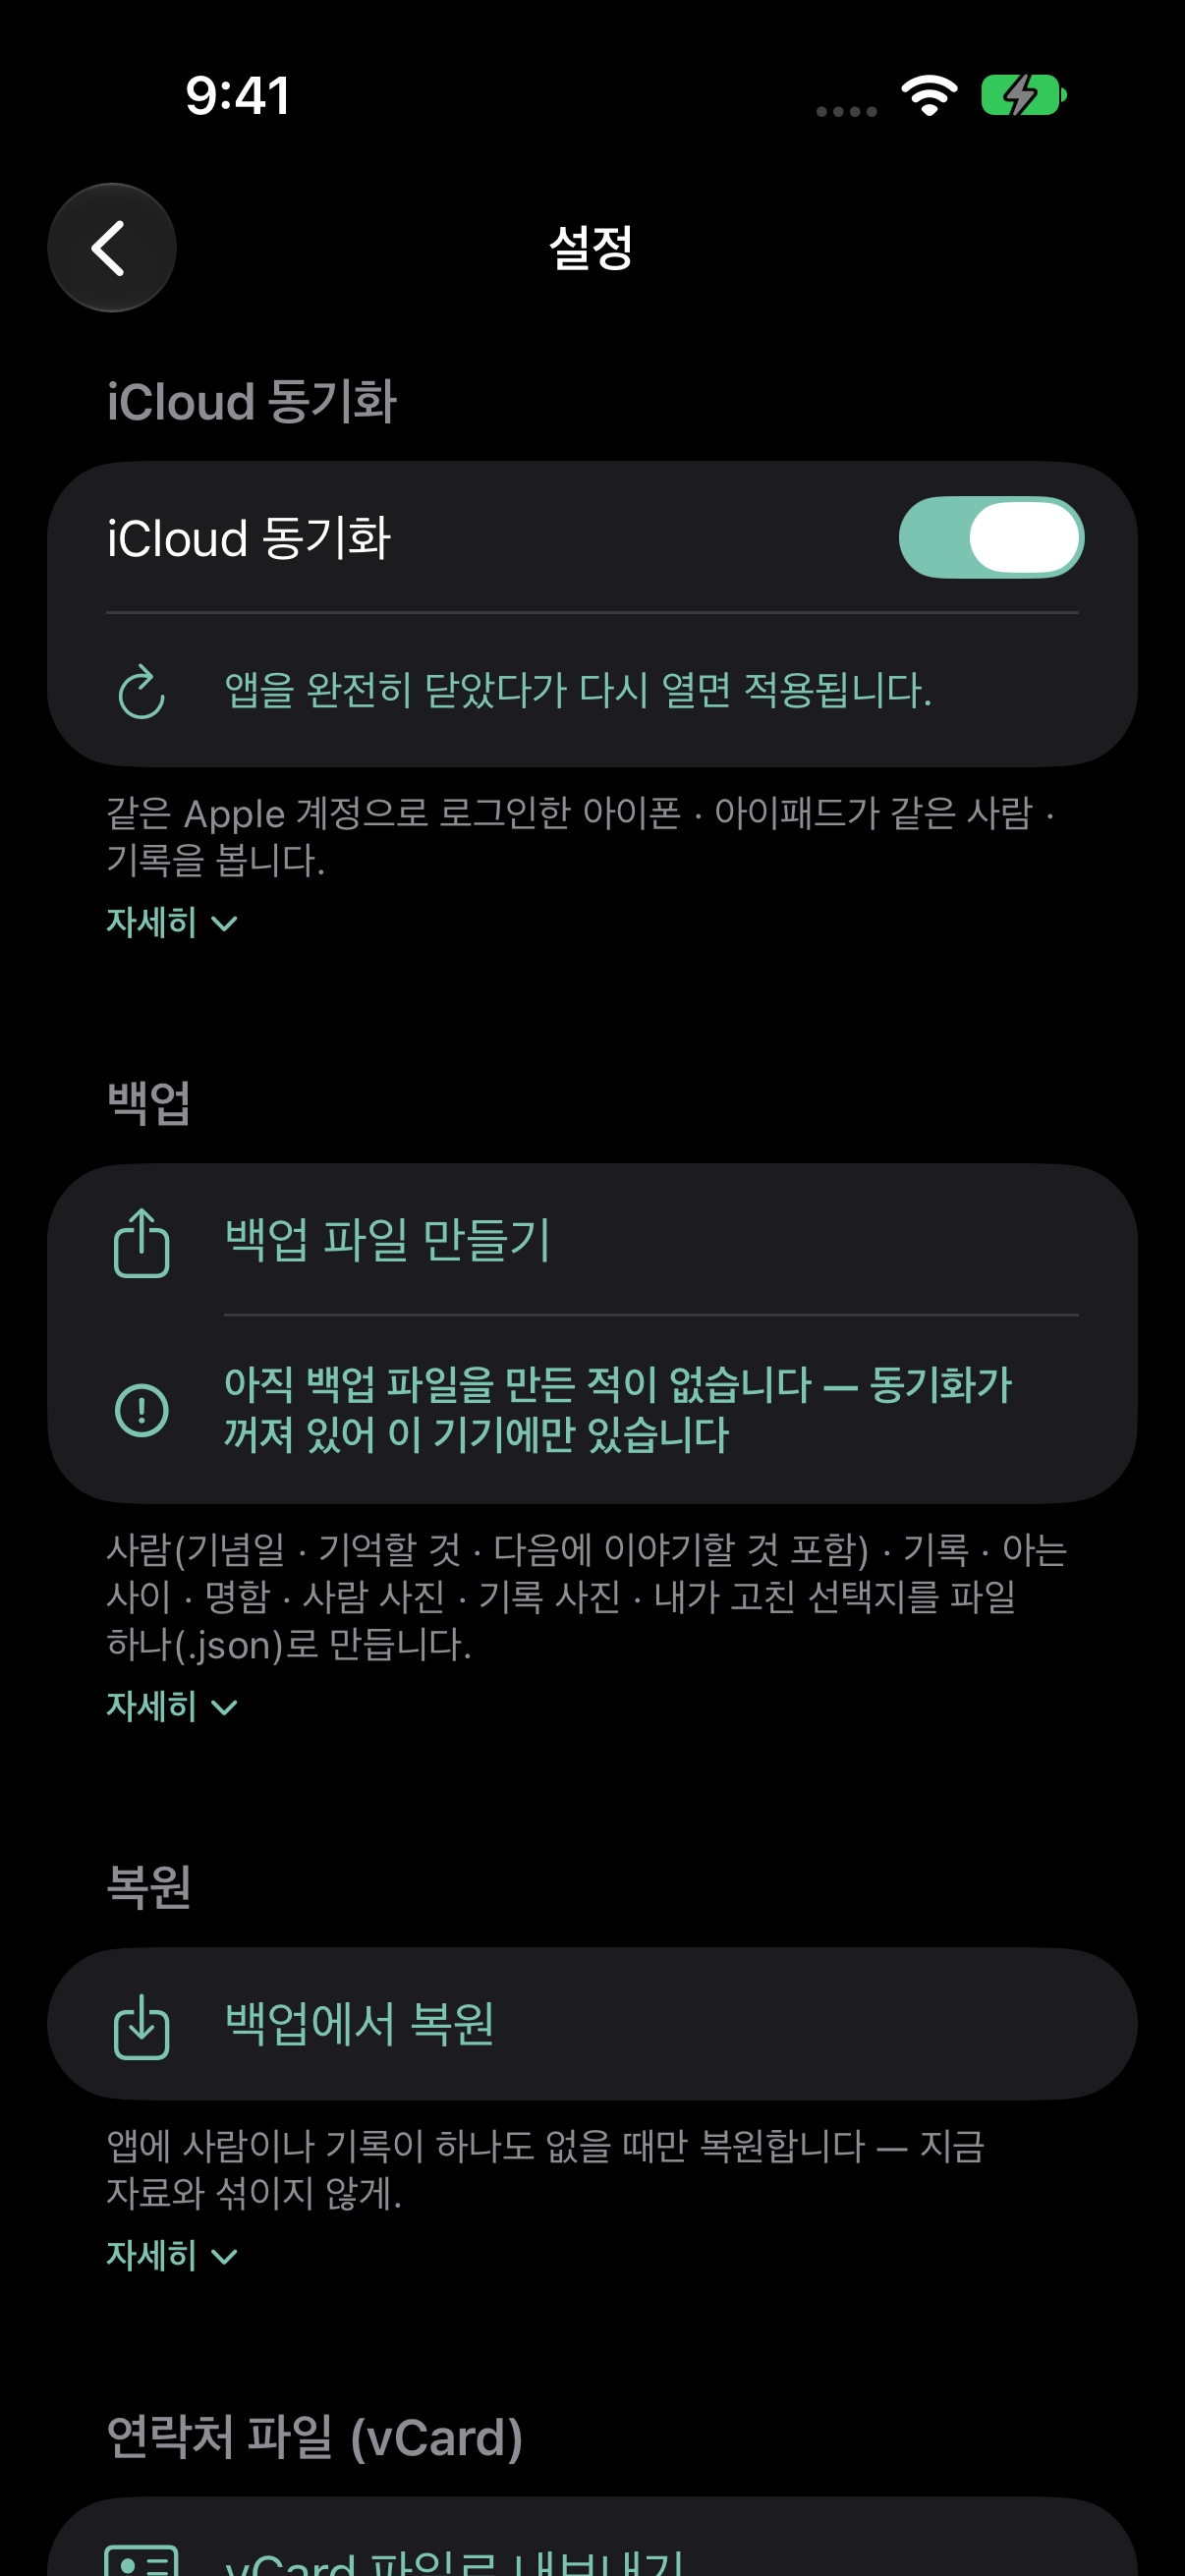 9:41
설정
iCloud 동기화
iCloud 동기화
앱을 완전히 닫았다가 다시 열면 적용됩니다.
같은 Apple 계정으로 로그인한 아이폰 · 아이패드가 같은 사람 ·
기록을 봅니다.
자세히
백업
백업 파일 만들기
아직 백업 파일을 만든 적이 없습니다 — 동기화가
꺼져 있어 이 기기에만 있습니다
사람(기념일 · 기억할 것 · 다음에 이야기할 것 포함) · 기록 · 아는
사이 · 명함 · 사람 사진 · 기록 사진 · 내가 고친 선택지를 파일
하나(.json)로 만듭니다.
자세히
복원
백업에서 복원
앱에 사람이나 기록이 하나도 없을 때만 복원합니다 — 지금
자료와 섞이지 않게.
자세히
연락처 파일 (vCard)
vCard 파일로 내보내기